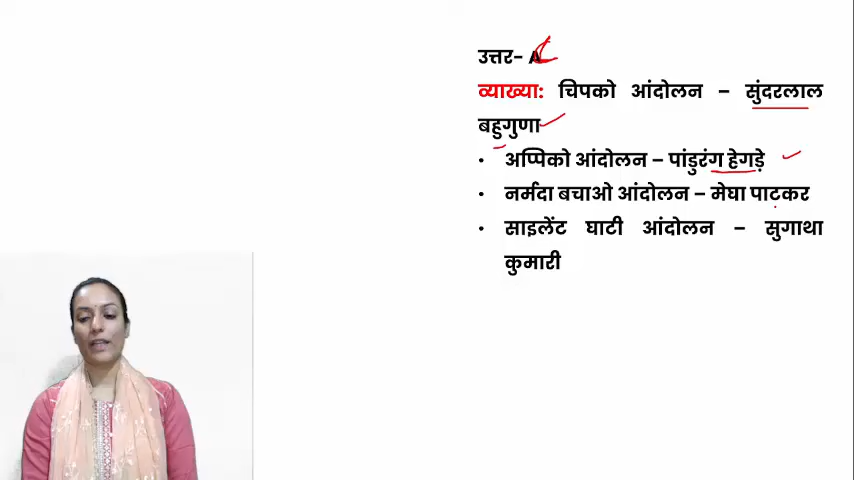 उत्तर- A
व्याख्या: चिपको आंदोलन – सुंदरलाल
बहुगुणा
• अप्पिको आंदोलन – पांडुरंग हेगड़े
• नर्मदा बचाओ आंदोलन – मेघा पाटकर
• साइलेंट घाटी आंदोलन – सुगाथा
कुमारी